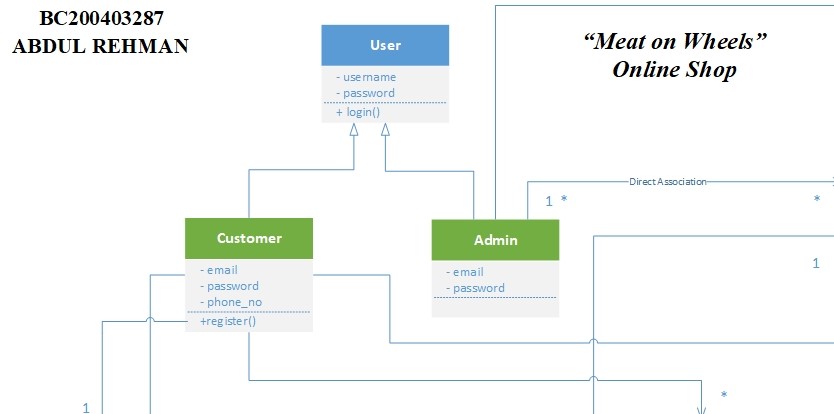 BC200403287
ABDUL REHMAN
“Meat on Wheels”
Online Shop
User
- username
- password
+ login()
Direct Association
1 *
*
Customer
- email
- password
- phone_no
+register()
Admin
- email
- password
1
*
1